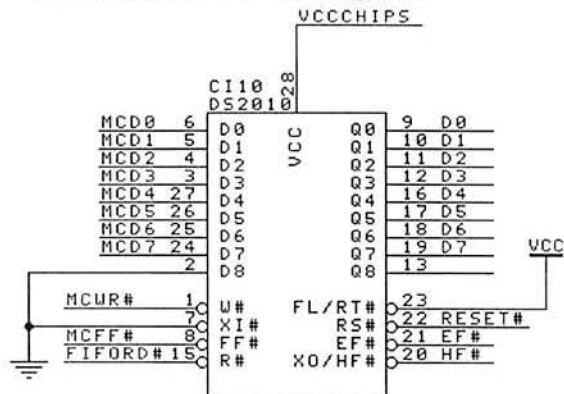 VCCCHIPS
CI10
DS2010
28
VCC
MCD0 6 D0 Q0 9 D0
MCD1 5 D1 Q1 10 D1
MCD2 4 D2 Q2 11 D2
MCD3 3 D3 Q3 12 D3
MCD4 27 D4 Q4 16 D4
MCD5 26 D5 Q5 17 D5
MCD6 25 D6 Q6 18 D6
MCD7 24 D7 Q7 19 D7
2 D8 Q8 13
VCC
MCWR# 1 W# FL/RT# 23
7 XI# RS# 22 RESET#
MCFF# 8 FF# EF# 21 EF#
FIFORD# 15 R# XO/HF# 20 HF#